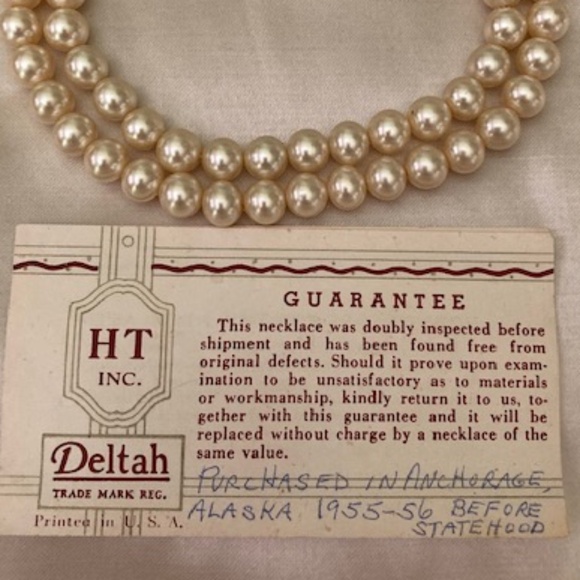 GUARANTEE
This necklace was doubly inspected before
shipment and has been found free from
original defects. Should it prove upon exam-
ination to be unsatisfactory as to materials
or workmanship, kindly return it to us, to-
gether with this guarantee and it will be
replaced without charge by a necklace of the
same value.
HT
INC.
Deltah
TRADE MARK REG.
Printed in U. S. A.
PURCHASED IN ANCHORAGE,
ALASKA 1955-56 BEFORE
STATEHOOD